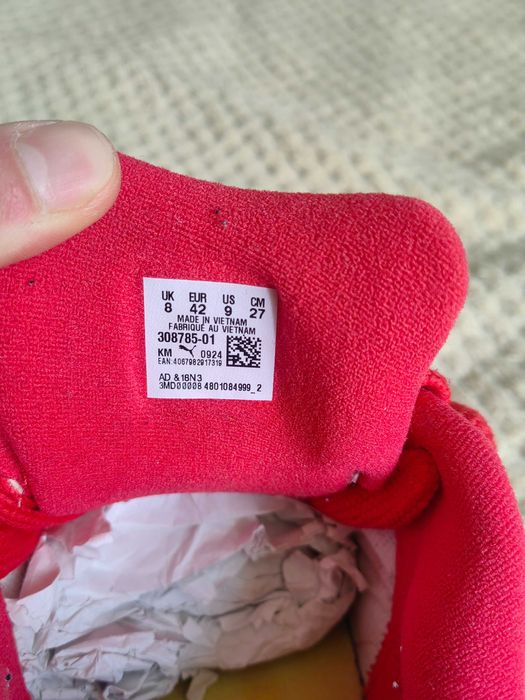 UK EUR US CM
8 42 9 27
MADE IN VIETNAM
FABRIQUÉ AU VIETNAM
308785-01
KM 0924
EAN:4067982917319
AD &18N3
3MD00008 4801084999_2